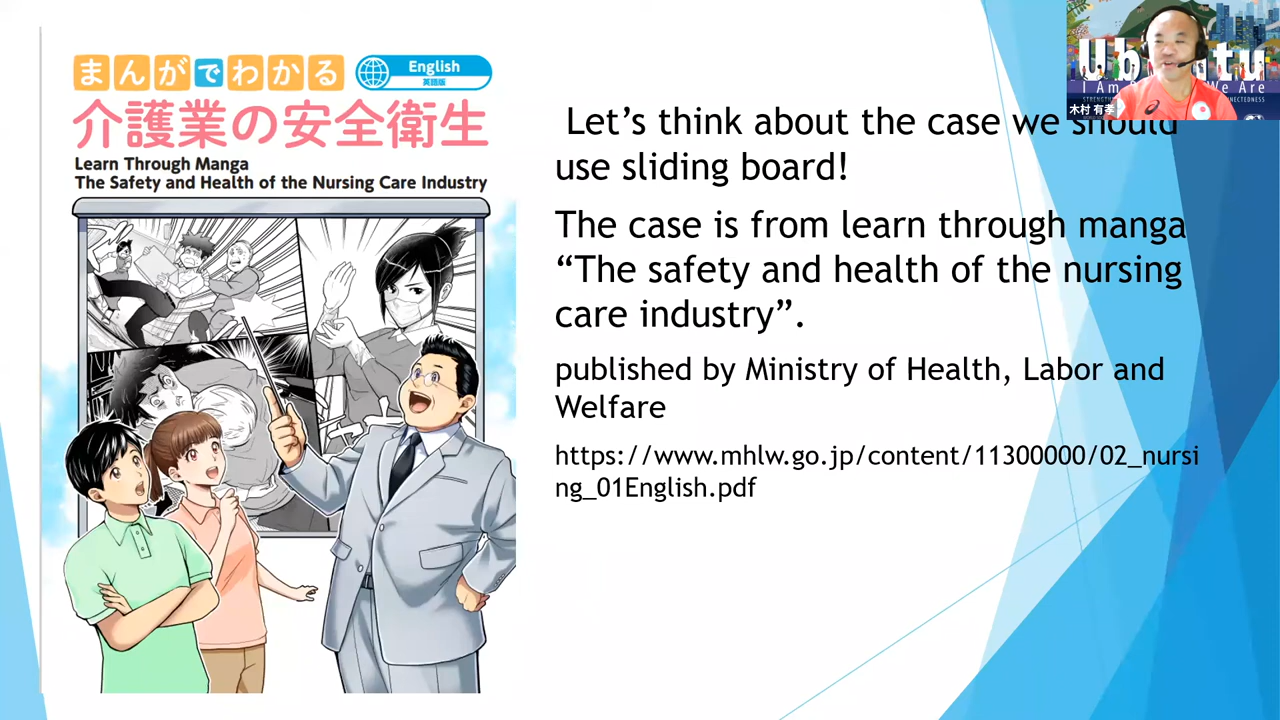 まんがでわかる
English
英語版
介護業の安全衛生
Learn Through Manga
The Safety and Health of the Nursing Care Industry
Let’s think about the case we should
use sliding board!
The case is from learn through manga
“The safety and health of the nursing
care industry”.
published by Ministry of Health, Labor and
Welfare
https://www.mhlw.go.jp/content/11300000/02_nursi
ng_01English.pdf
I Am We Are
木村 有孝